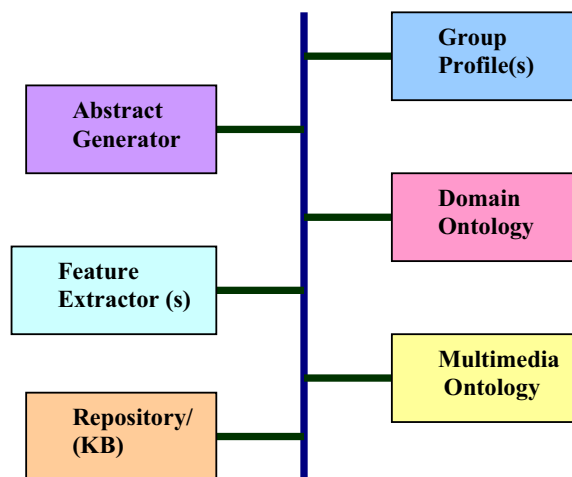 Group
Profile(s)
Abstract
Generator
Domain
Ontology
Feature
Extractor (s)
Multimedia
Ontology
Repository/
(KB)